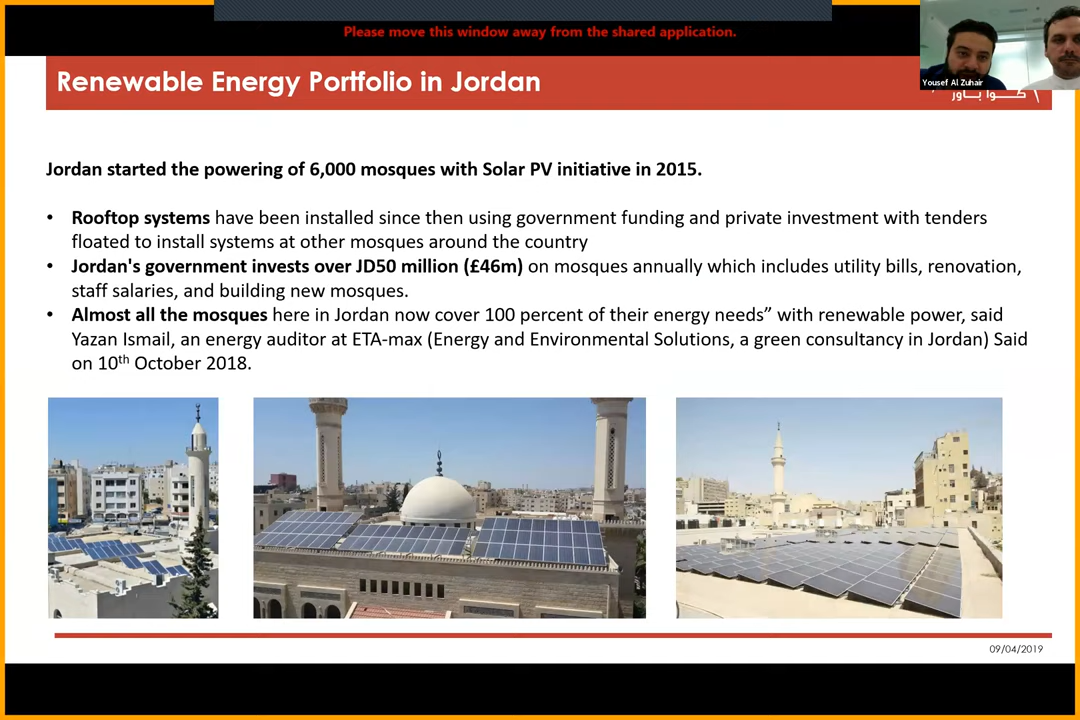 Please move this window away from the shared application.
Yousef Al Zuhair
Renewable Energy Portfolio in Jordan
كوا باور
Jordan started the powering of 6,000 mosques with Solar PV initiative in 2015.
• Rooftop systems have been installed since then using government funding and private investment with tenders
floated to install systems at other mosques around the country
• Jordan's government invests over JD50 million (£46m) on mosques annually which includes utility bills, renovation,
staff salaries, and building new mosques.
• Almost all the mosques here in Jordan now cover 100 percent of their energy needs” with renewable power, said
Yazan Ismail, an energy auditor at ETA-max (Energy and Environmental Solutions, a green consultancy in Jordan) Said
on 10th October 2018.
09/04/2019